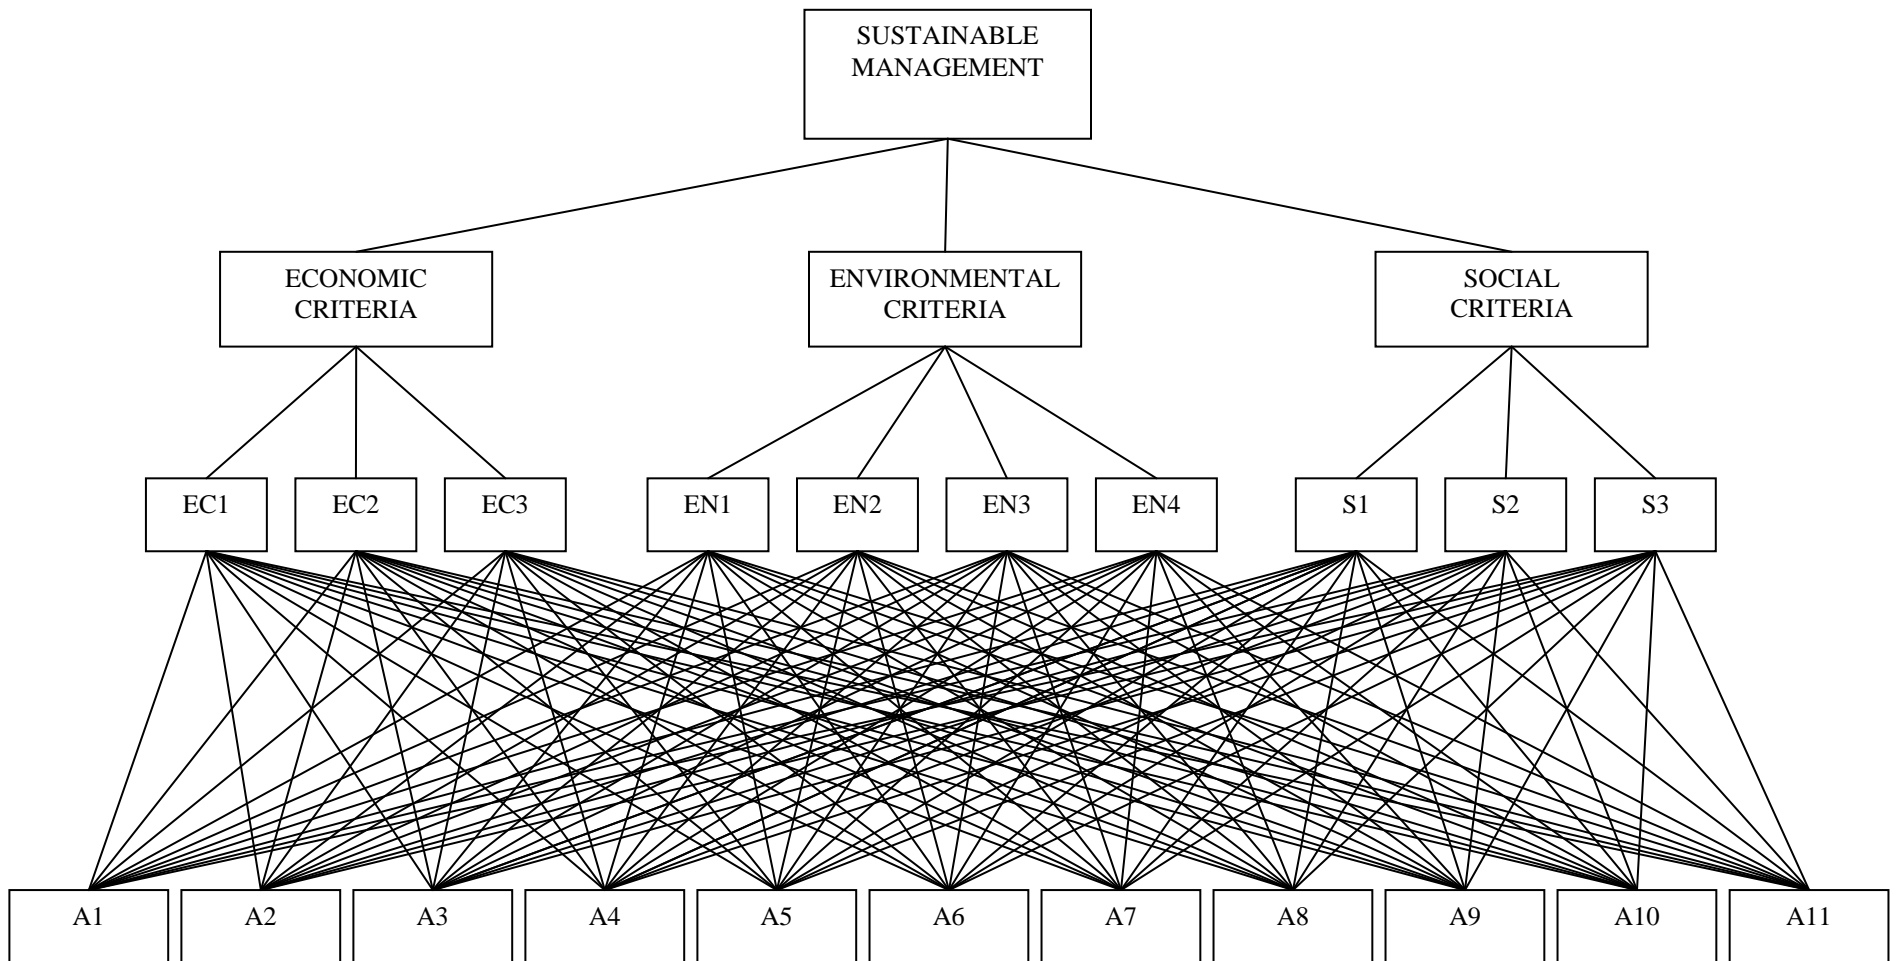 SUSTAINABLE
MANAGEMENT
ECONOMIC
CRITERIA
ENVIRONMENTAL
CRITERIA
SOCIAL
CRITERIA
EC1
EC2
EC3
EN1
EN2
EN3
EN4
S1
S2
S3
A1
A2
A3
A4
A5
A6
A7
A8
A9
A10
A11